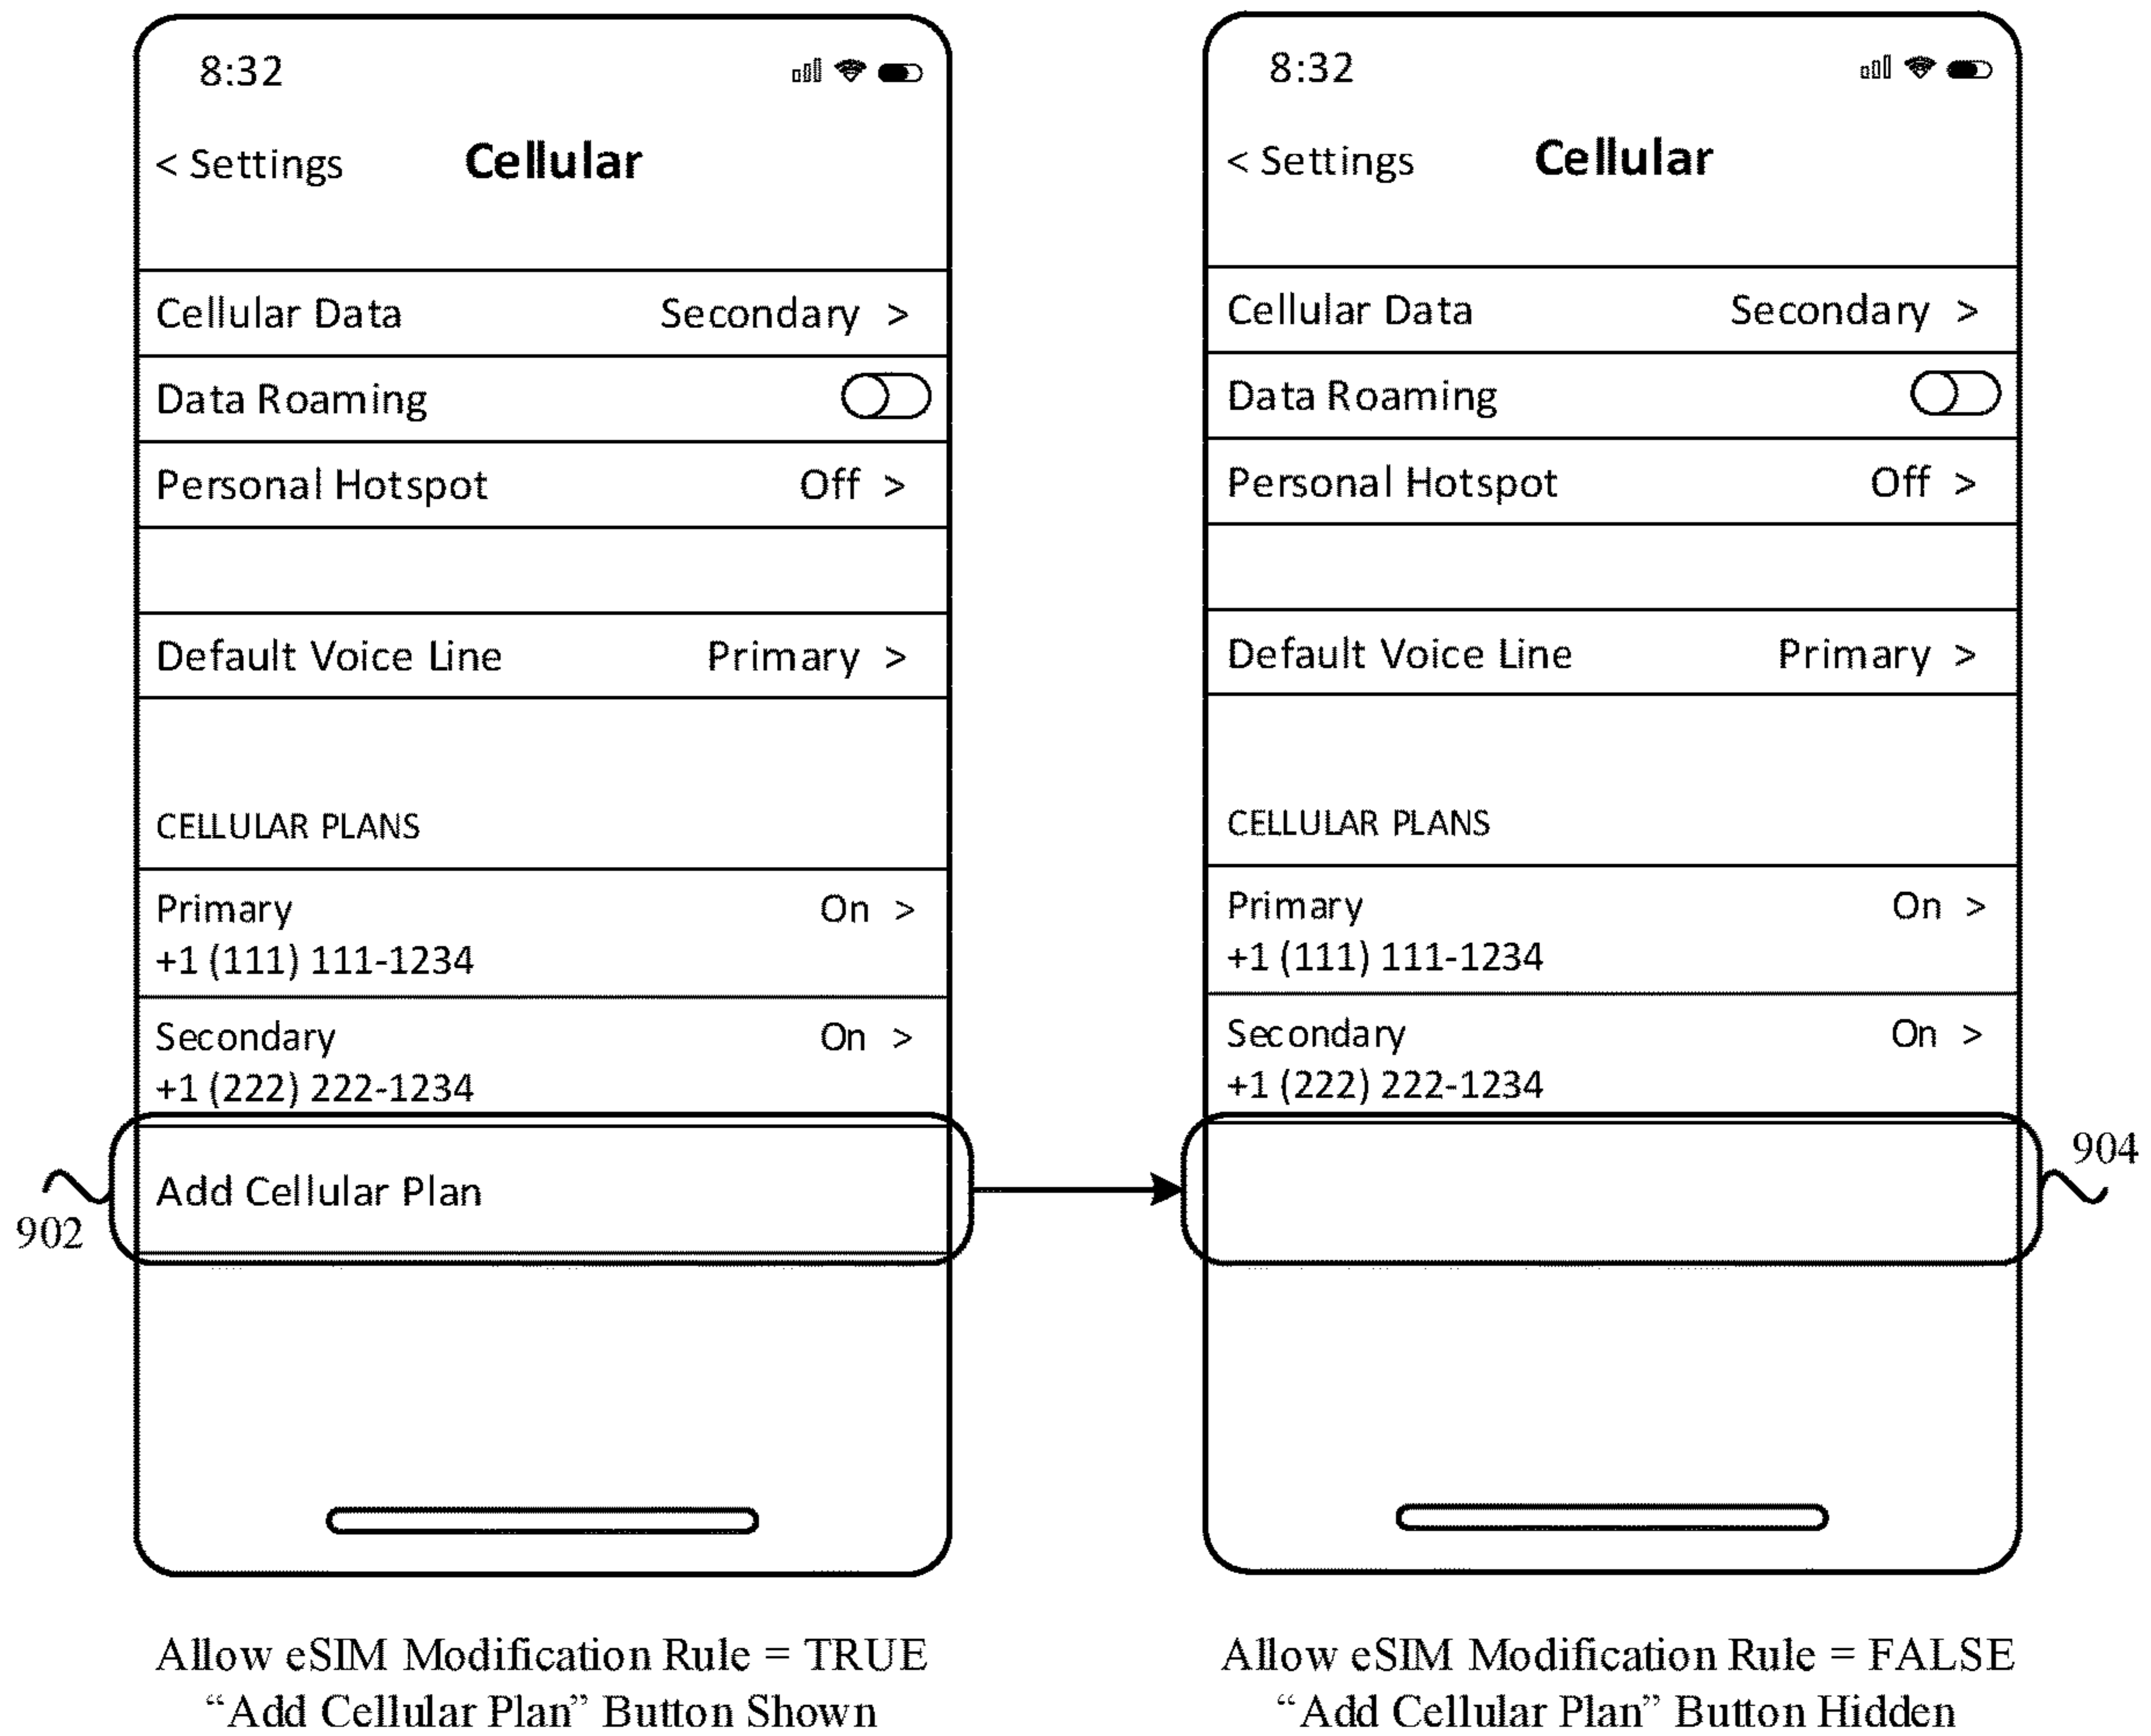 8:32
< Settings Cellular
Cellular Data Secondary >
Data Roaming
Personal Hotspot Off >
Default Voice Line Primary >
CELLULAR PLANS
Primary On >
+1 (111) 111-1234
Secondary On >
+1 (222) 222-1234
Add Cellular Plan
902
Allow eSIM Modification Rule = TRUE
“Add Cellular Plan” Button Shown
8:32
< Settings Cellular
Cellular Data Secondary >
Data Roaming
Personal Hotspot Off >
Default Voice Line Primary >
CELLULAR PLANS
Primary On >
+1 (111) 111-1234
Secondary On >
+1 (222) 222-1234
904
Allow eSIM Modification Rule = FALSE
“Add Cellular Plan” Button Hidden